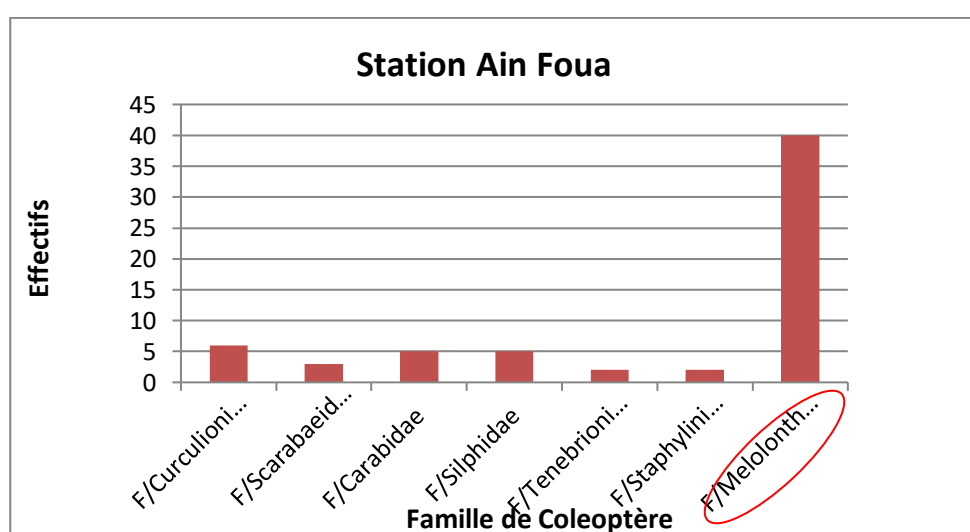 Station Ain Foua
Effectifs
45
40
35
30
25
20
15
10
5
0
F/Curculioni...
F/Scarabaeid...
F/Carabidae
F/Silphidae
F/Tenebrioni...
F/Staphylini...
F/Melolonth...
Famille de Coleoptère